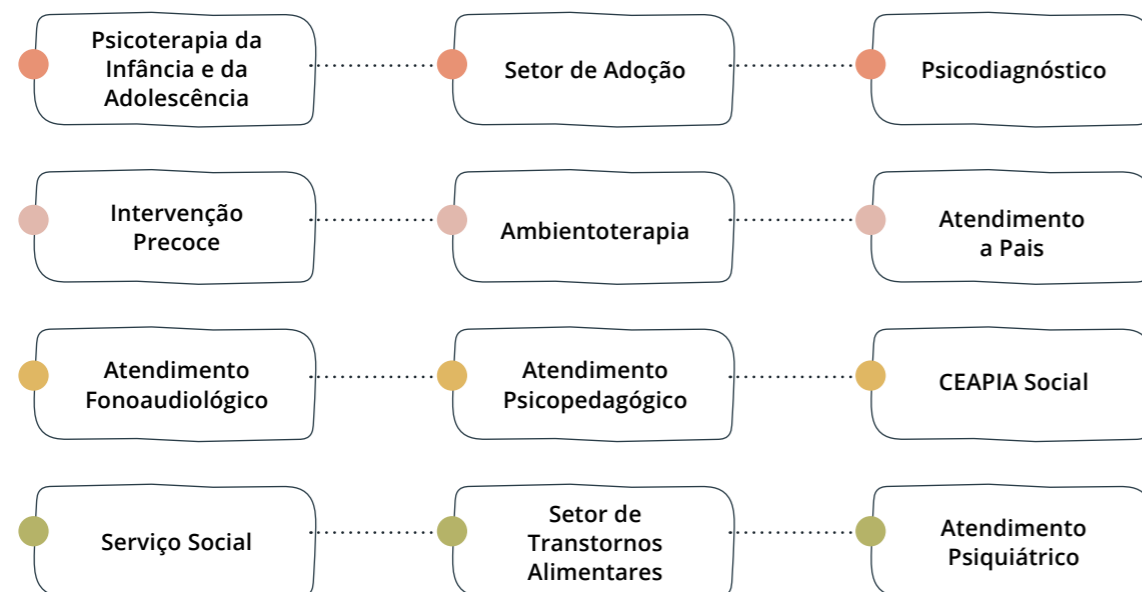 Psicoterapia da
Infância e da
Adolescência
Setor de Adoção
Psicodiagnóstico
Intervenção
Precoce
Ambientoterapia
Atendimento
a Pais
Atendimento
Fonoaudiológico
Atendimento
Psicopedagógico
CEAPIA Social
Serviço Social
Setor de
Transtornos
Alimentares
Atendimento
Psiquiátrico